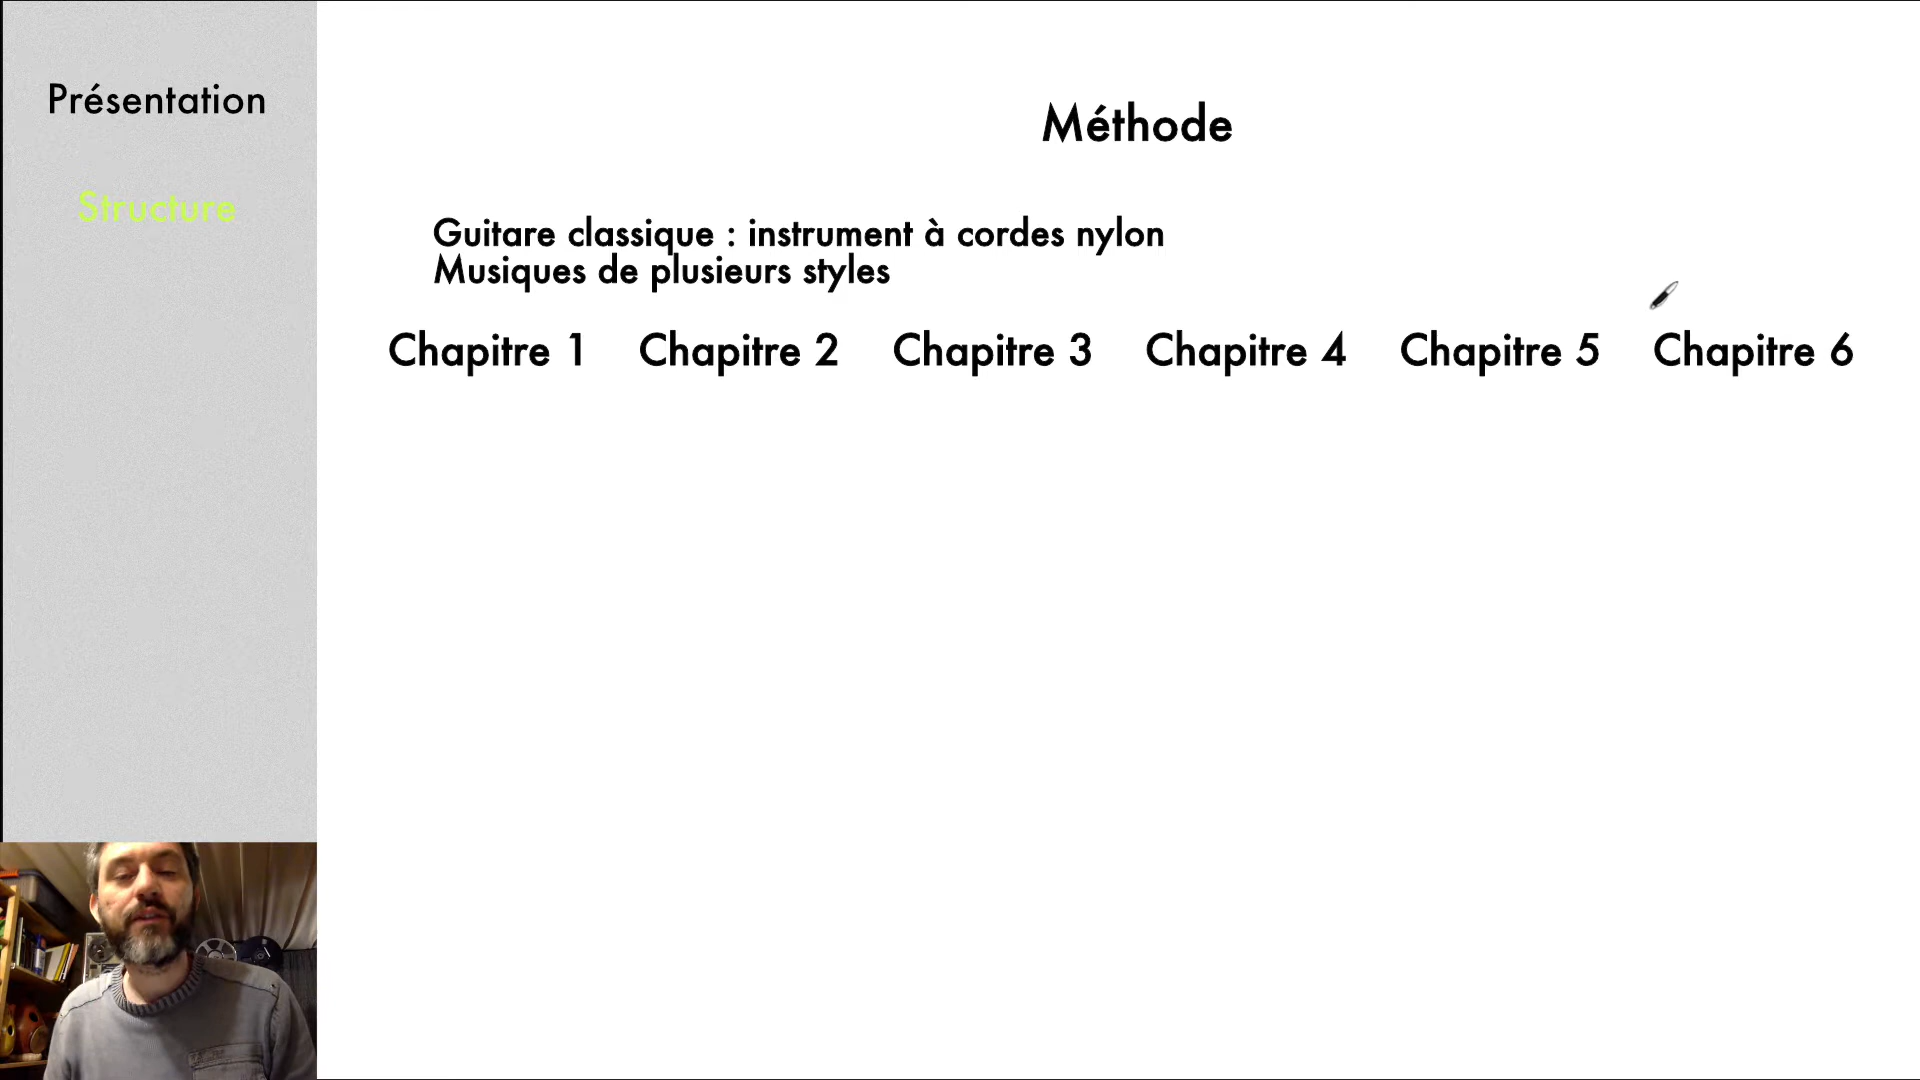 Présentation
Structure
Méthode
Guitare classique : instrument à cordes nylon
Musiques de plusieurs styles
Chapitre 1 Chapitre 2 Chapitre 3 Chapitre 4 Chapitre 5 Chapitre 6